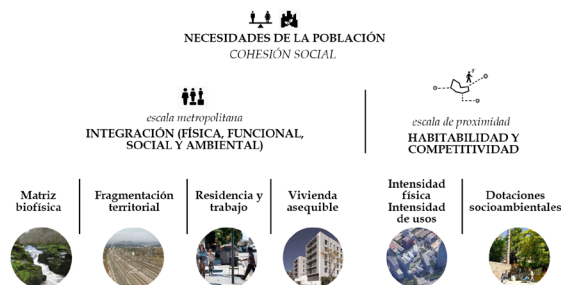 NECESIDADES DE LA POBLACIÓN
COHESIÓN SOCIAL
escala metropolitana
INTEGRACIÓN (FÍSICA, FUNCIONAL,
SOCIAL Y AMBIENTAL)
escala de proximidad
HABITABILIDAD Y
COMPETITIVIDAD
Matriz
biofísica
Fragmentación
territorial
Residencia y
trabajo
Vivienda
asequible
Intensidad
física
Intensidad
de usos
Dotaciones
socioambientales